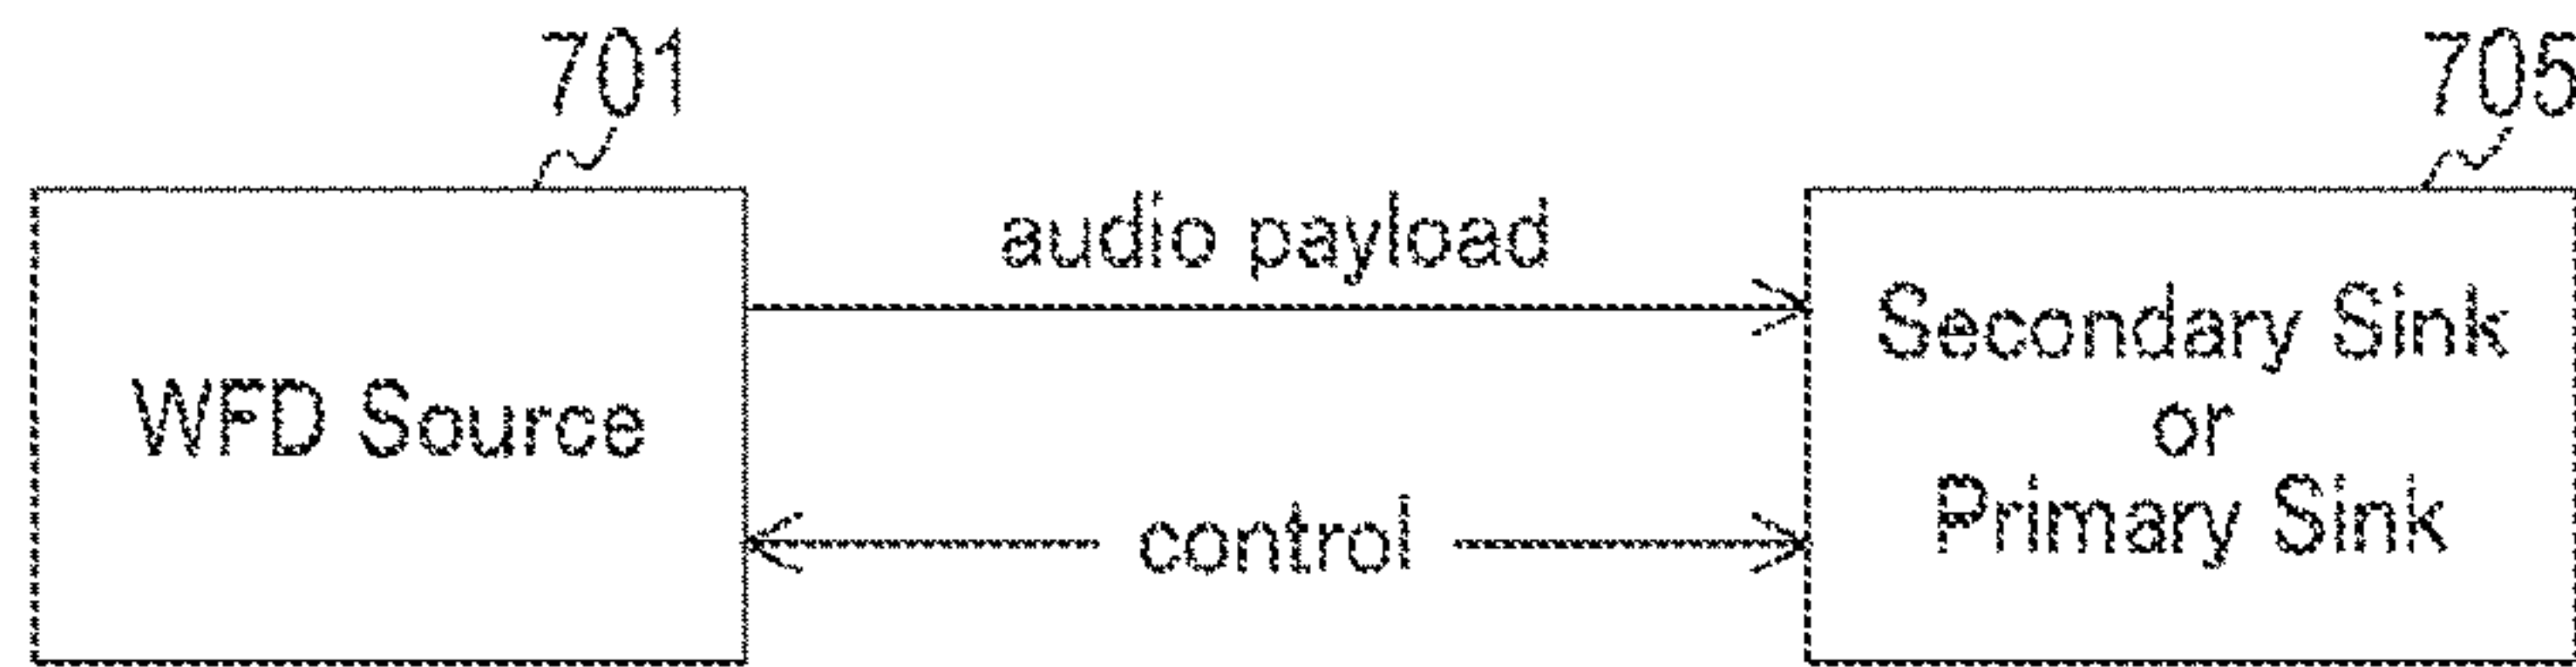 701
705
audio payload
WFD Source
control
Secondary Sink
or
Primary Sink